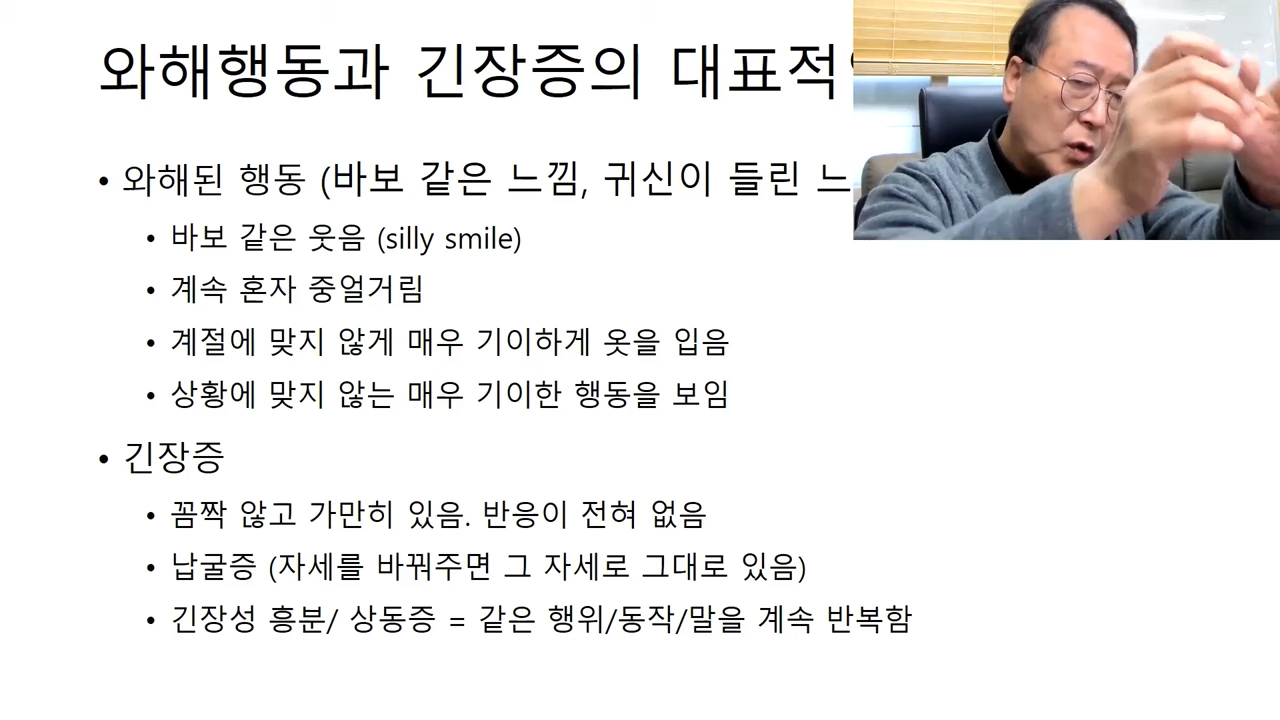 와해행동과 긴장증의 대표적
• 와해된 행동 (바보 같은 느낌, 귀신이 들린 느
• 바보 같은 웃음 (silly smile)
• 계속 혼자 중얼거림
• 계절에 맞지 않게 매우 기이하게 옷을 입음
• 상황에 맞지 않는 매우 기이한 행동을 보임
• 긴장증
• 꼼짝 않고 가만히 있음. 반응이 전혀 없음
• 납굴증 (자세를 바꿔주면 그 자세로 그대로 있음)
• 긴장성 흥분/ 상동증 = 같은 행위/동작/말을 계속 반복함